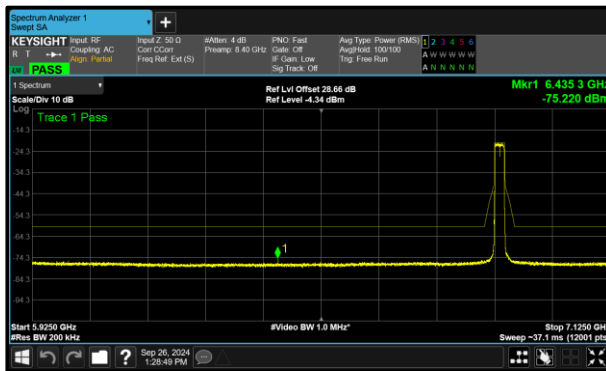 Spectrum Analyzer 1
Swept SA
+
KEYSIGHT Input: RF Input Z: 50 Ω #Atten: 4 dB PNO: Fast Avg Type: Power (RMS) 1 2 3 4 5 6
R T Coupling: AC Corr CCorr Preamp: 8.40 GHz Gate: Off Avg|Hold: 100/100 A W W W W W
Align: Partial Freq Ref: Ext (S) IF Gain: Low Trig: Free Run
PASS Sig Track: Off A N N N N N
1 Spectrum Ref Lvl Offset 28.66 dB Mkr1 6.435 3 GHz
Scale/Div 10 dB Ref Level -4.34 dBm -75.220 dBm
Log
Trace 1 Pass
-14.3
-24.3
-34.3
-44.3
-54.3
-64.3
1
-74.3
-84.3
-94.3
Start 5.9250 GHz #Video BW 1.0 MHz* Stop 7.1250 GHz
#Res BW 200 kHz Sweep ~37.1 ms (12001 pts)
? Sep 26, 2024
1:28:49 PM